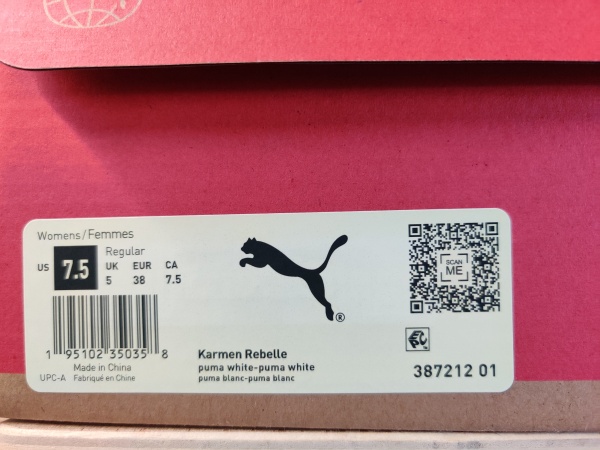 Womens/Femmes
Regular
US 7.5 UK EUR CA
5 38 7.5
SCAN
ME
®
1 95102 35035 8
Made in China
UPC-A Fabriqué en Chine
Karmen Rebelle
puma white-puma white
puma blanc-puma blanc
387212 01